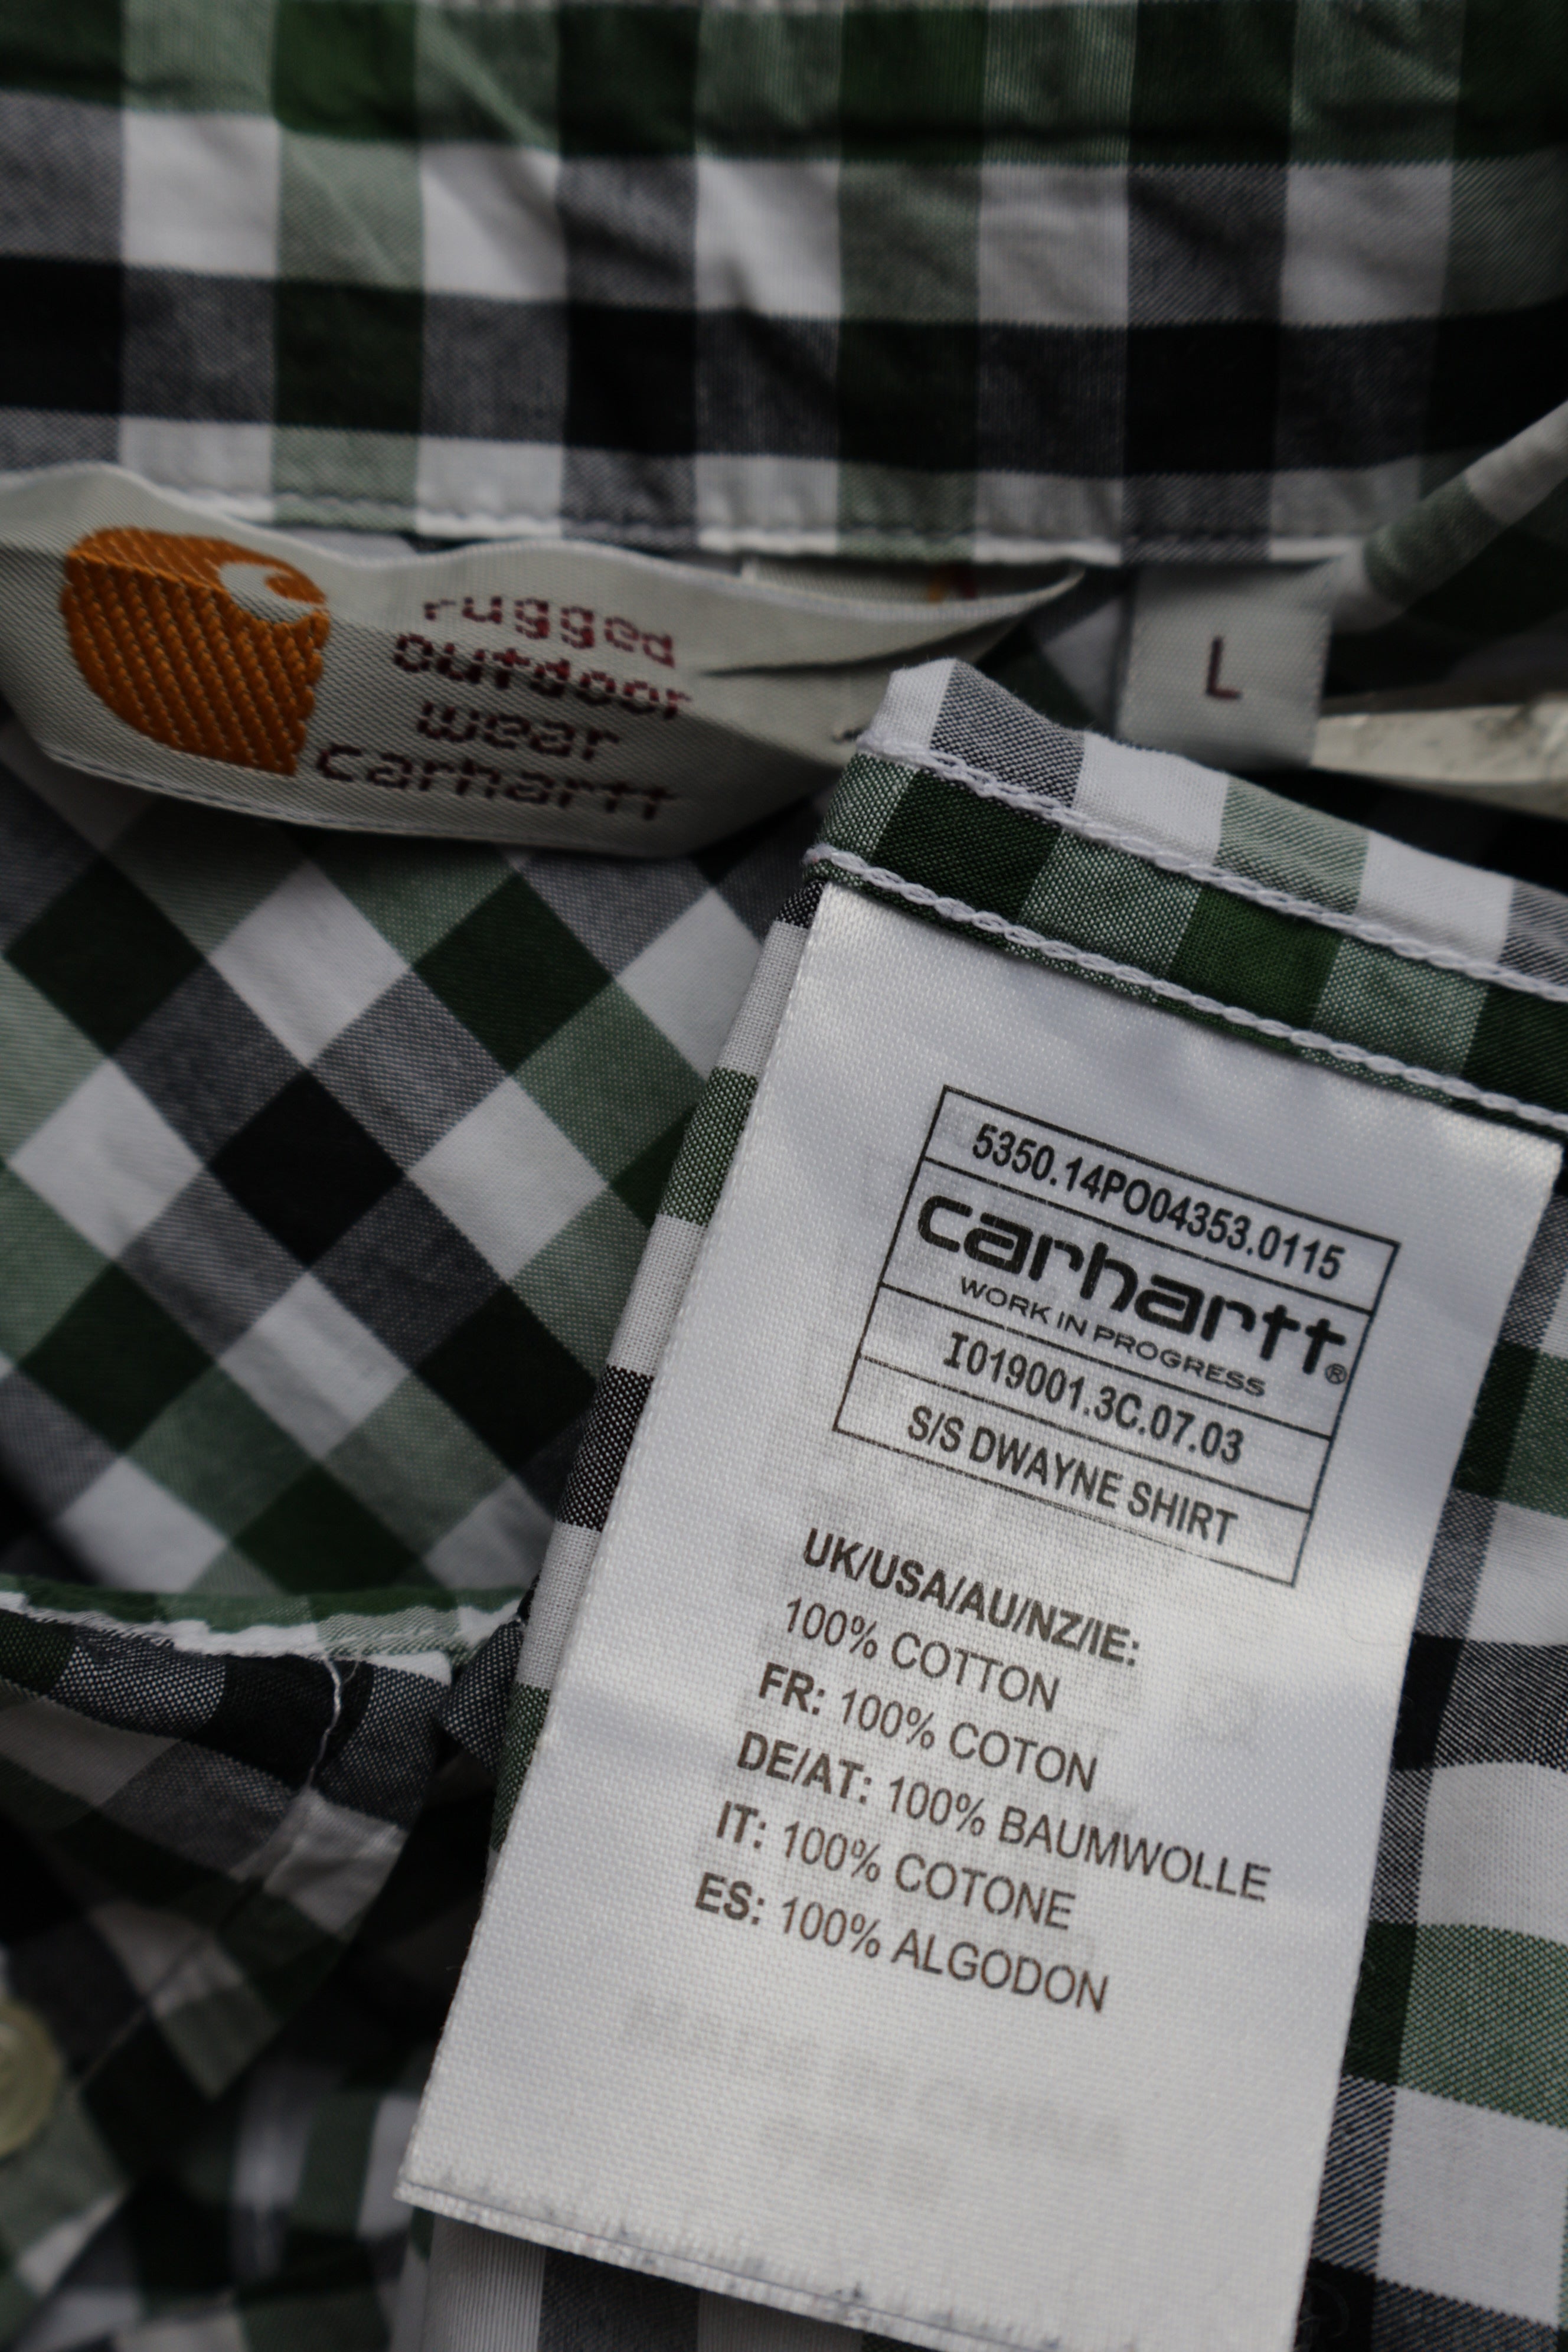 rugged
outdoor
wear
carhartt
L
5350.14PO04353.0115
carhartt
WORK IN PROGRESS®
I019001.3C.07.03
S/S DWAYNE SHIRT
UK/USA/AU/NZ/IE:
100% COTTON
FR: 100% COTON
DE/AT: 100% BAUMWOLLE
IT: 100% COTONE
ES: 100% ALGODON